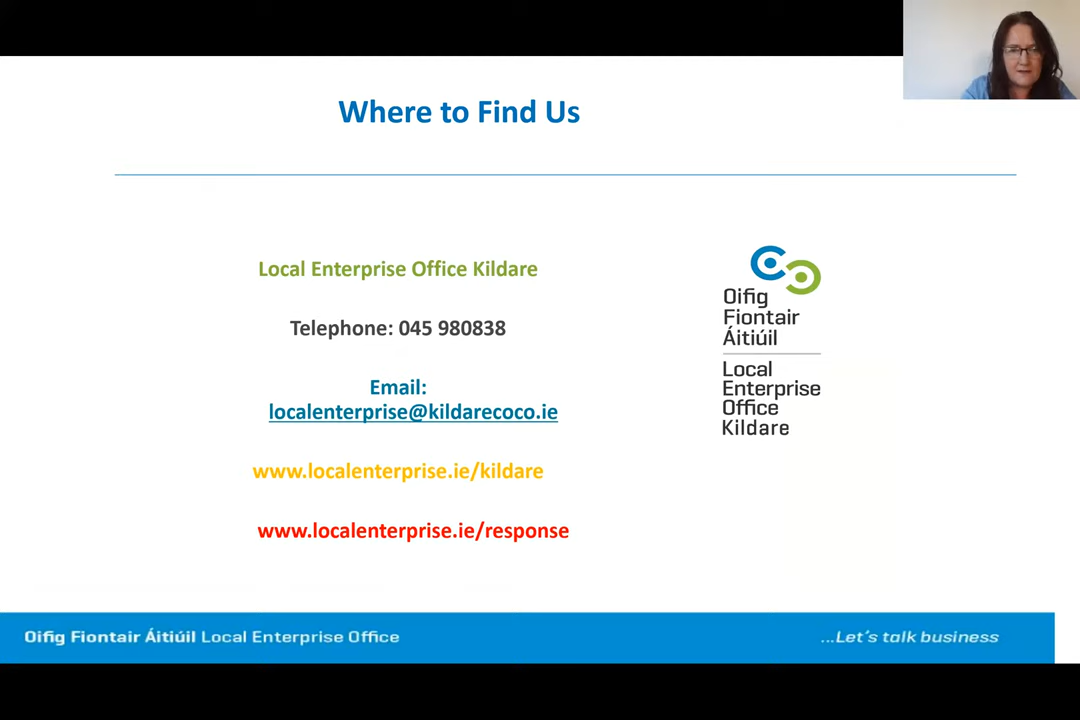 Where to Find Us
Local Enterprise Office Kildare
Telephone: 045 980838
Email:
localenterprise@kildarecoco.ie
www.localenterprise.ie/kildare
www.localenterprise.ie/response
Oifig
Fiontair
Áitiúil
Local
Enterprise
Office
Kildare
Oifig Fiontair Áitiúil Local Enterprise Office
...Let's talk business